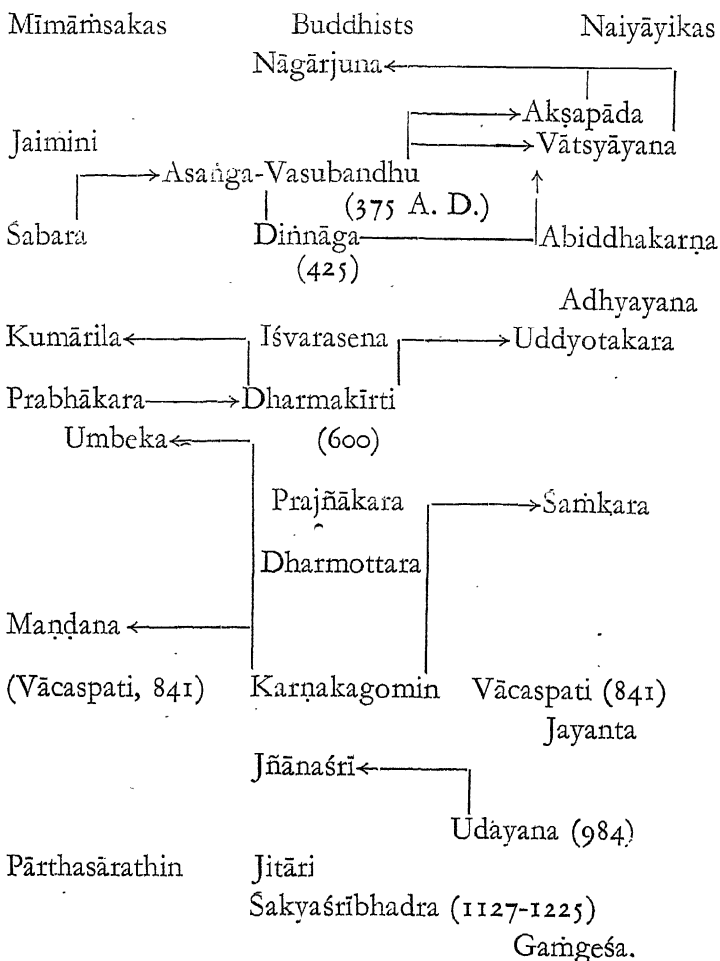 Mīmāṁsakas Buddhists Naiyāyikas
Nāgārjuna
Akṣapāda
Jaimini Vātsyāyana
Asaṅga-Vasubandhu
(375 A. D.)
Śabara Diṅnāga Abiddhakarṇa
(425)
Adhyayana
Kumārila Iśvarasena Uddyotakara
Prabhākara Dharmakīrti
Umbeka (600)
Prajñākara Śaṁkara
Dharmottara
Maṇḍana
(Vācaspati, 841) Karṇakagomin Vācaspati (841)
Jayanta
Jñānaśrī
Udayana (984)
Pārthasārathin Jitāri
Śakyaśrībhadra (1127-1225)
Gaṁgeśa.